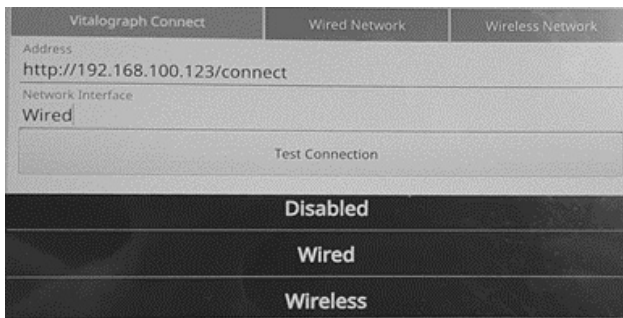 Vitalograph Connect Wired Network Wireless Network
Address
http://192.168.100.123/connect
Network Interface
Wired
Test Connection
Disabled
Wired
Wireless